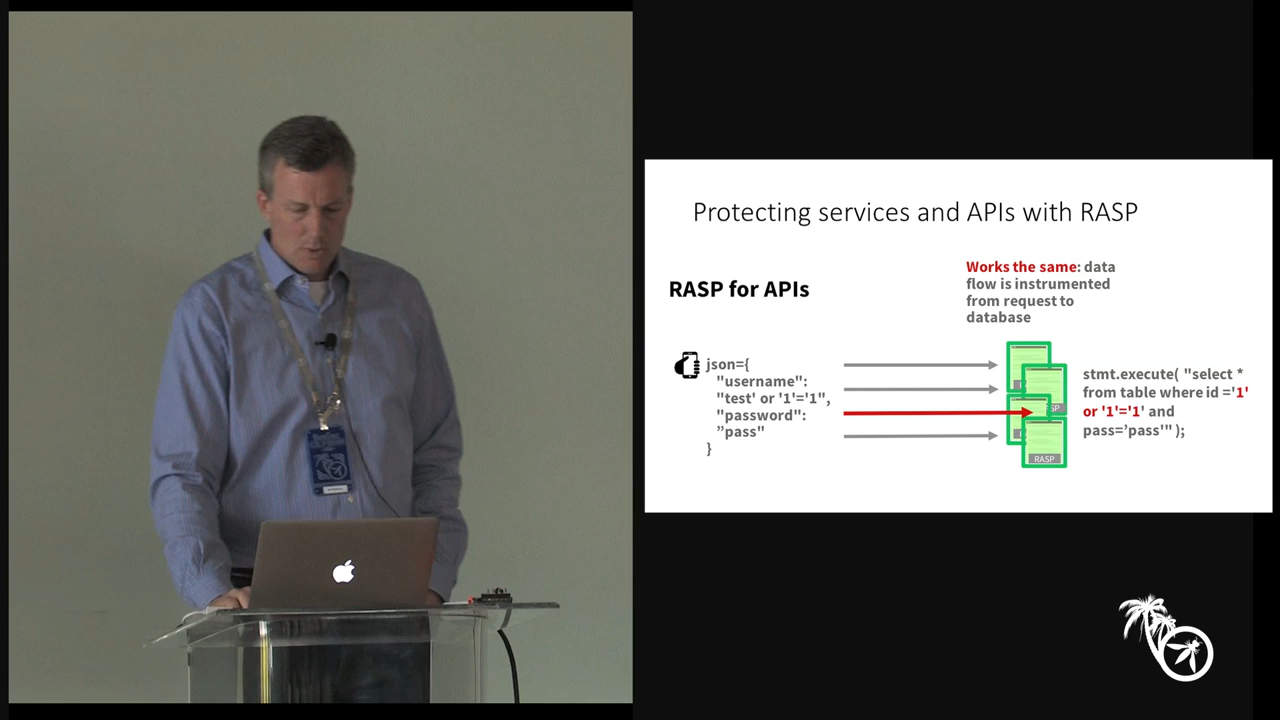 Protecting services and APIs with RASP
Works the same: data
flow is instrumented
from request to
database
RASP for APIs
json={
"username":
"test' or '1'='1",
"password":
”pass"
}
SP
RASP
stmt.execute( "select *
from table where id ='1'
or '1'='1' and
pass=’pass'" );